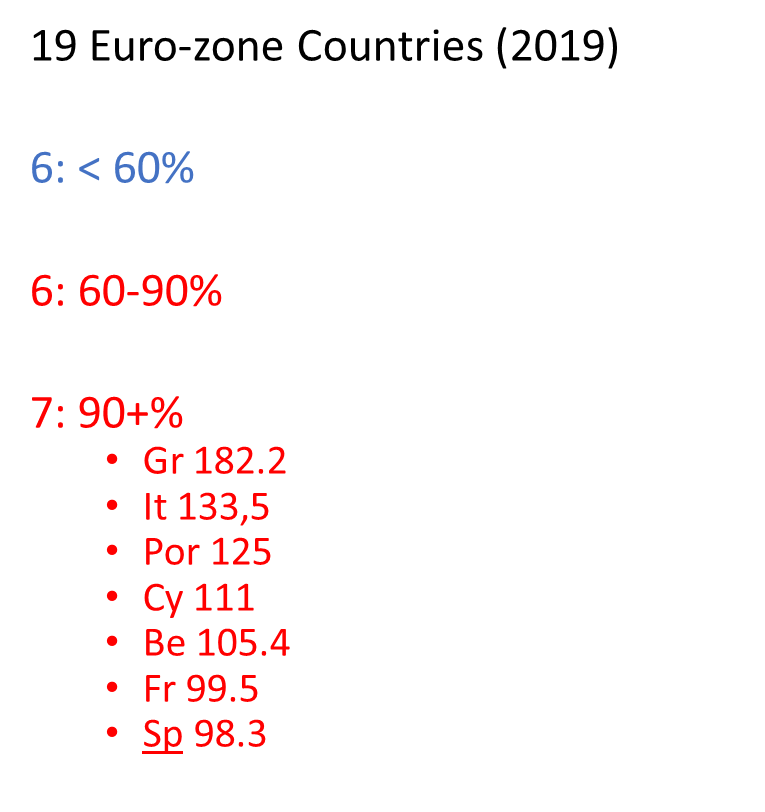 19 Euro-zone Countries (2019)
6: < 60%
6: 60-90%
7: 90+%
• Gr 182.2
• It 133,5
• Por 125
• Cy 111
• Be 105.4
• Fr 99.5
• Sp 98.3